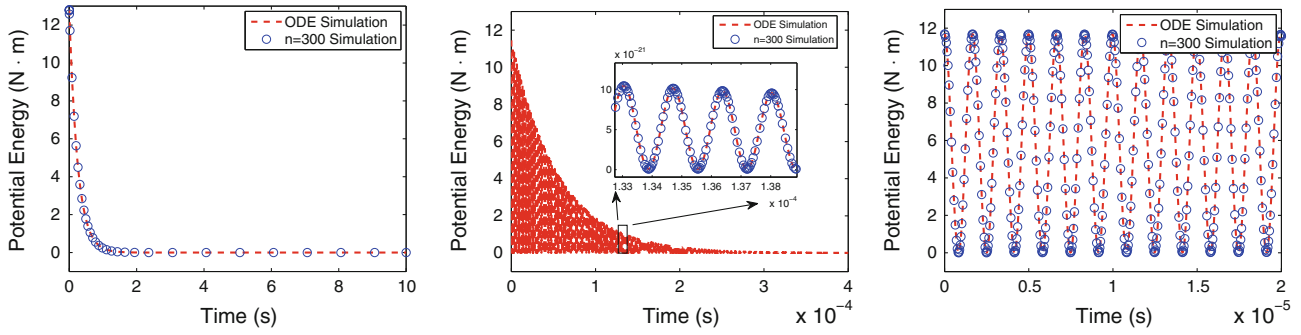 Potential Energy (N · m)
12
10
8
6
4
2
0
0 2 4 6 8 10
Time (s)
ODE Simulation
n=300 Simulation
Potential Energy (N · m)
12
10
8
6
4
2
0
0 1 2 3 4
Time (s)
x 10⁻⁴
ODE Simulation
n=300 Simulation
x 10⁻²¹
10
5
0
1.33 1.34 1.35 1.36 1.37 1.38
x 10⁻⁴
Potential Energy (N · m)
12
10
8
6
4
2
0
0 0.5 1 1.5 2
Time (s)
x 10⁻⁵
ODE Simulation
n=300 Simulation